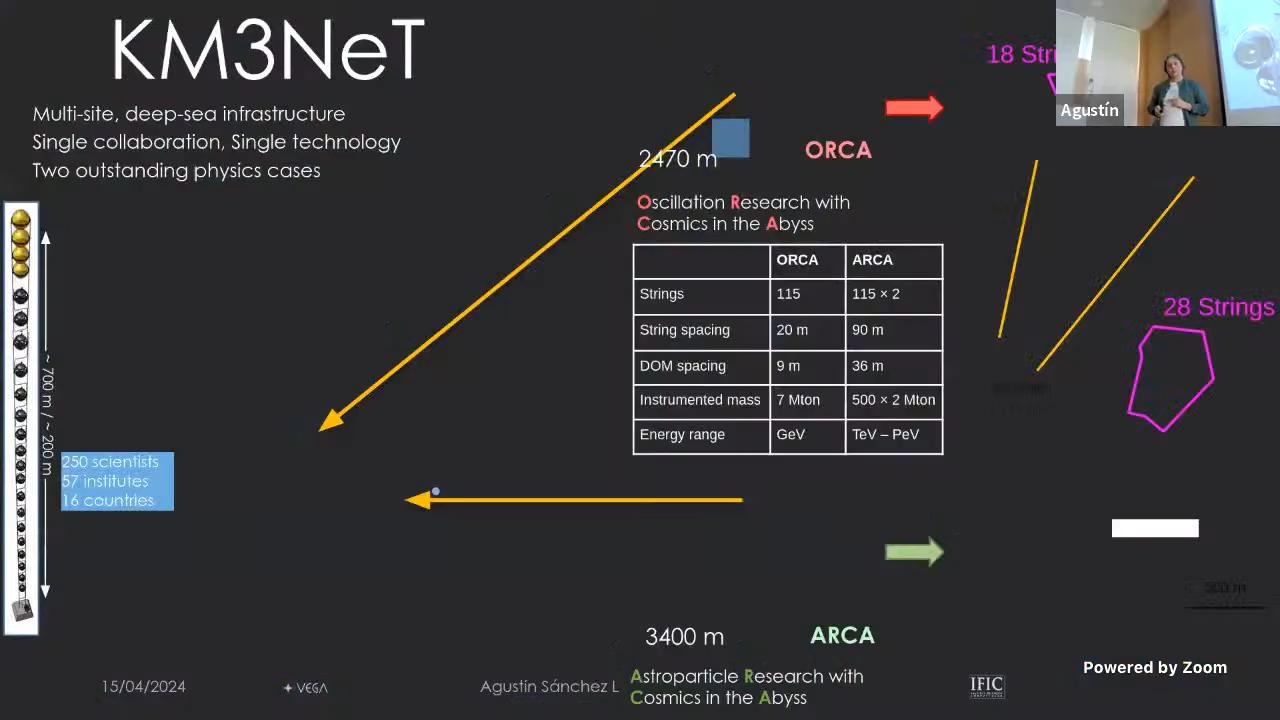 KM3NeT
Multi-site, deep-sea infrastructure
Single collaboration, Single technology
Two outstanding physics cases
~ 700 m / ~ 200 m
250 scientists
57 institutes
16 countries
2470 m
ORCA
Oscillation Research with
Cosmics in the Abyss
ORCA ARCA
Strings 115 115 × 2
String spacing 20 m 90 m
DOM spacing 9 m 36 m
Instrumented mass 7 Mton 500 × 2 Mton
Energy range GeV TeV – PeV
18 Stri
Agustín
28 Strings
3400 m
ARCA
Astroparticle Research with
Cosmics in the Abyss
15/04/2024
VEGA
Agustín Sánchez L
IFIC
Powered by Zoom